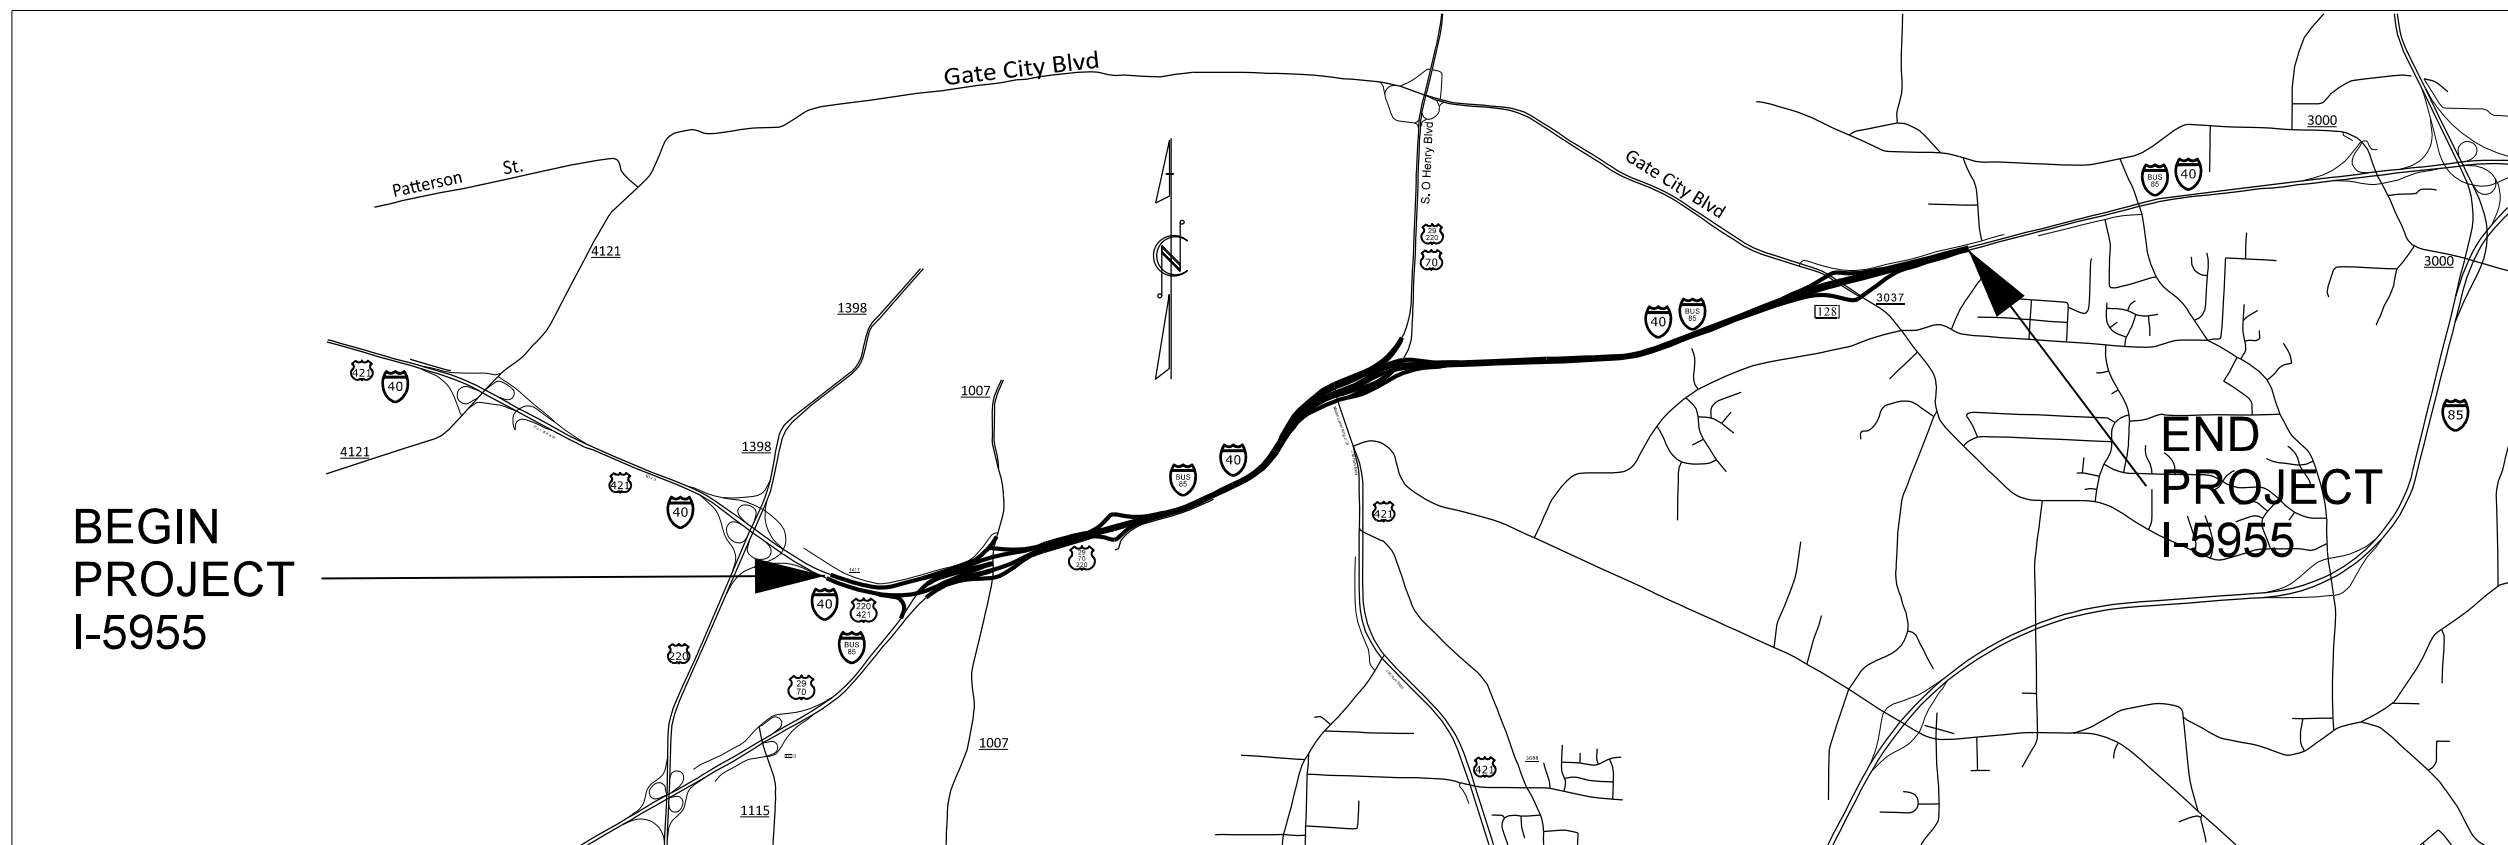 Gate City Blvd
Patterson St.
4121
1398
421
40
4121
1398
1007
421
40
BEGIN
PROJECT
I-5955
40
220
421
BUS
85
220
29
70
1115
1007
29
70
220
BUS
85
40
N
S. O Henry Blvd
29
220
70
Gate City Blvd
40
BUS
85
128
3037
BUS
85
40
3000
3000
85
END
PROJECT
I-5955
421
421